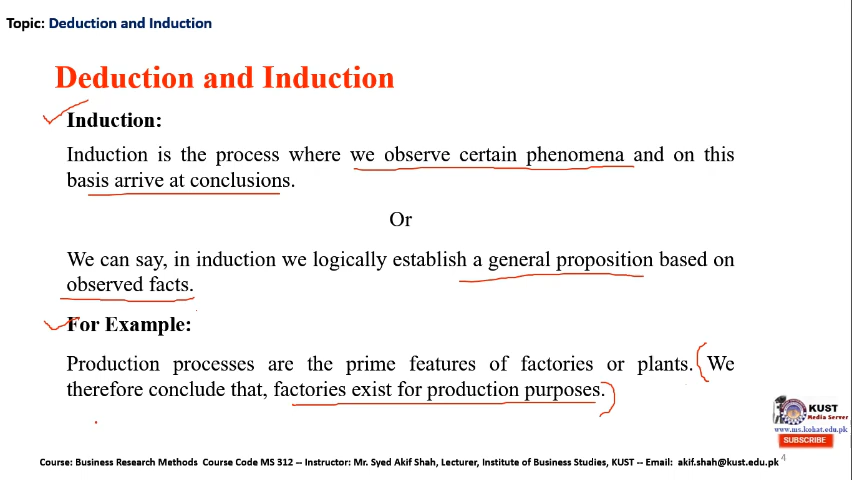 Topic: Deduction and Induction
Deduction and Induction
Induction:
Induction is the process where we observe certain phenomena and on this
basis arrive at conclusions.
Or
We can say, in induction we logically establish a general proposition based on
observed facts.
For Example:
Production processes are the prime features of factories or plants. We
therefore conclude that, factories exist for production purposes.
KUST
Media Server
www.ms.kohat.edu.pk
SUBSCRIBE
Course: Business Research Methods Course Code MS 312 -- Instructor: Mr. Syed Akif Shah, Lecturer, Institute of Business Studies, KUST -- Email: akif.shah@kust.edu.pk 4